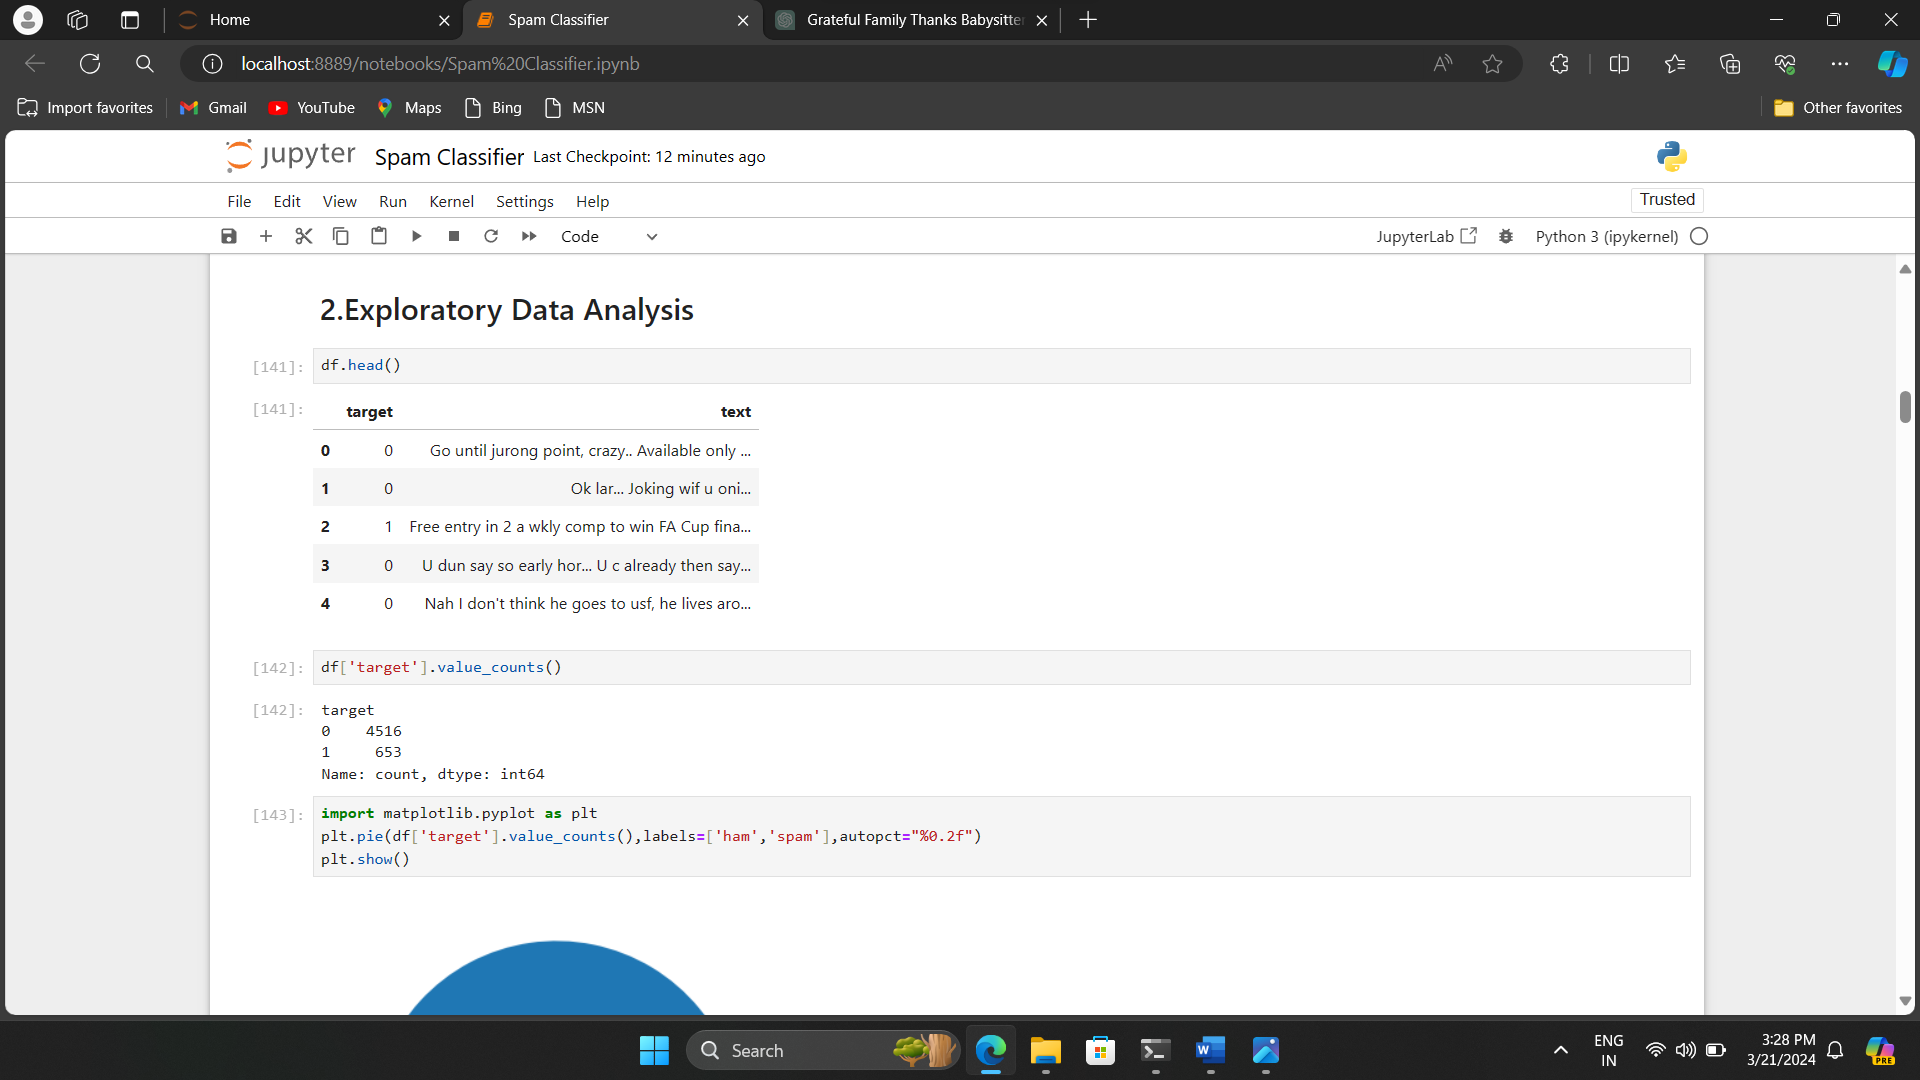 Home
Spam Classifier
Grateful Family Thanks Babysitter
localhost:8889/notebooks/Spam%20Classifier.ipynb
Import favorites
Gmail
YouTube
Maps
Bing
MSN
Other favorites
jupyter
Spam Classifier
Last Checkpoint: 12 minutes ago
File
Edit
View
Run
Kernel
Settings
Help
Trusted
Code
JupyterLab
Python 3 (ipykernel)
2.Exploratory Data Analysis
[141]:
df.head()
[141]:
target text
0 0 Go until jurong point, crazy.. Available only ...
1 0 Ok lar... Joking wif u oni...
2 1 Free entry in 2 a wkly comp to win FA Cup fina...
3 0 U dun say so early hor... U c already then say...
4 0 Nah I don't think he goes to usf, he lives aro...
[142]:
df['target'].value_counts()
[142]:
target
0 4516
1 653
Name: count, dtype: int64
[143]:
import matplotlib.pyplot as plt
plt.pie(df['target'].value_counts(),labels=['ham','spam'],autopct="%0.2f")
plt.show()
Search
ENG
IN
3:28 PM
3/21/2024
PRE